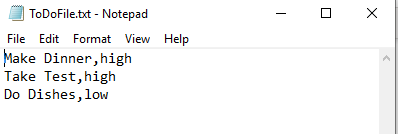 ToDoFile.txt - Notepad
File Edit Format View Help
Make Dinner,high
Take Test,high
Do Dishes,low